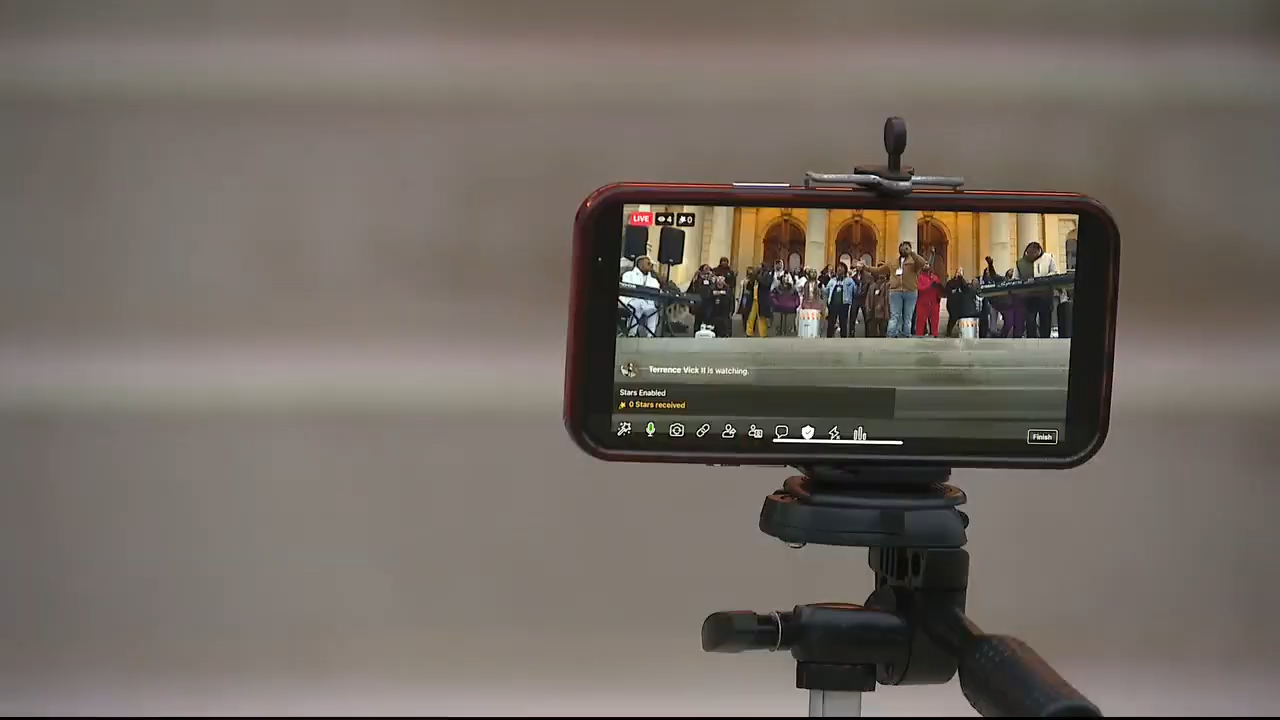 LIVE 4 0
Terrence Vick II is watching.
Stars Enabled
0 Stars received
Finish